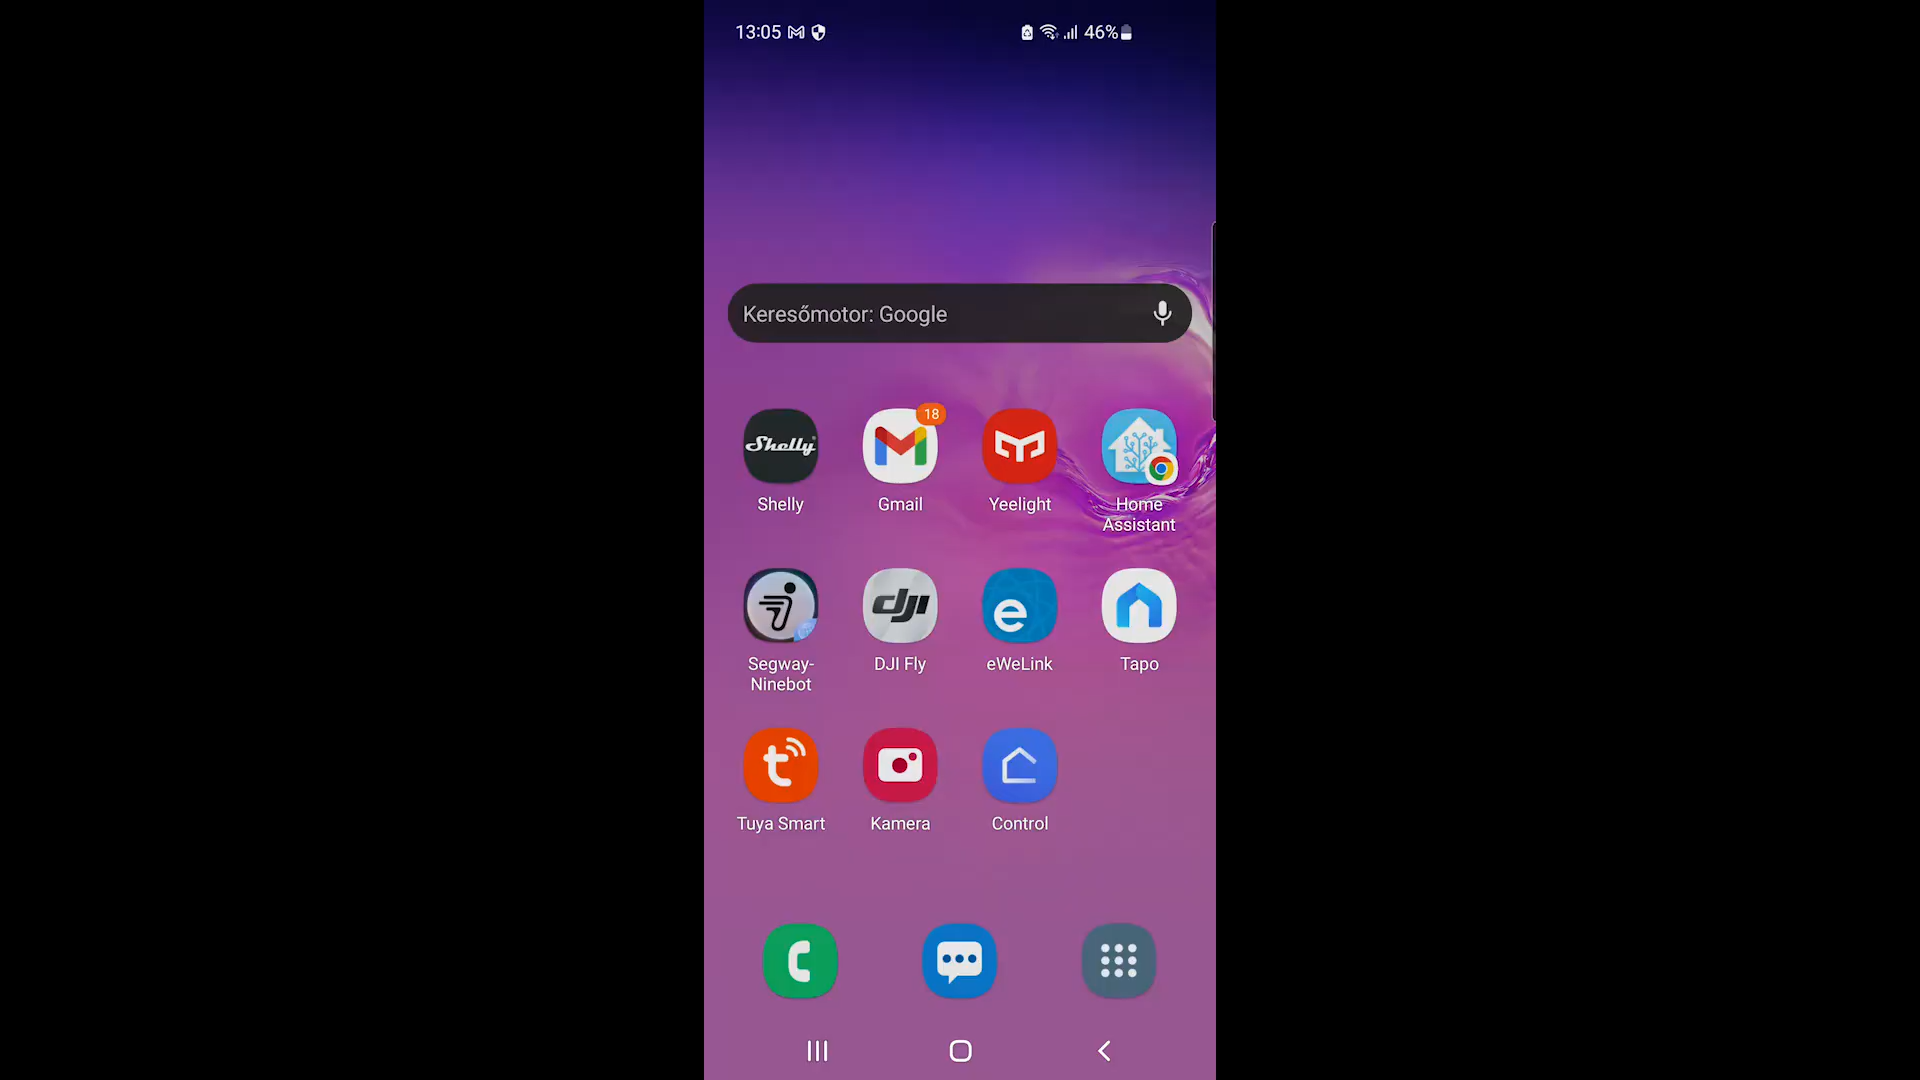 13:05
46%
Keresőmotor: Google
Shelly
18
Shelly
Gmail
Yeelight
Home
Assistant
dji
e
Segway-
Ninebot
DJI Fly
eWeLink
Tapo
t
Tuya Smart
Kamera
Control